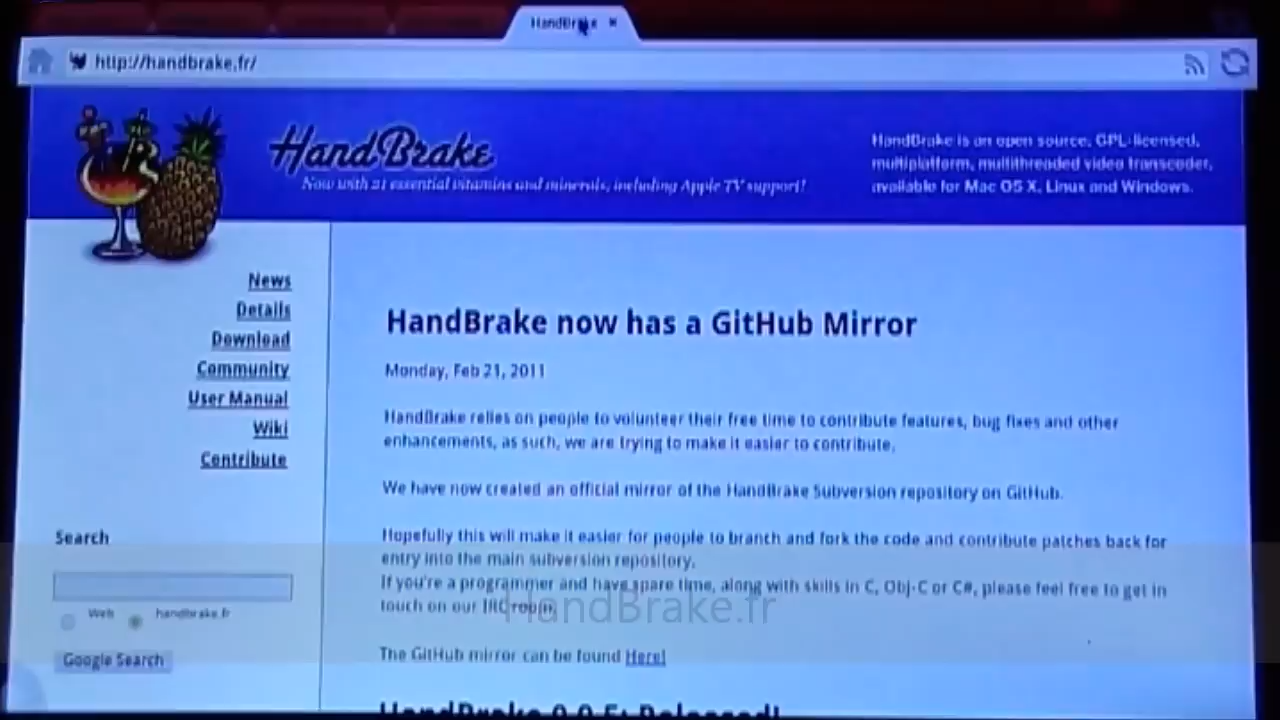 HandBrake
http://handbrake.fr/
HandBrake
Now with 21 essential vitamins and minerals, including Apple TV support!
HandBrake is an open source, GPL-licensed,
multiplatform, multithreaded video transcoder,
available for Mac OS X, Linux and Windows.
News
Details
Download
Community
User Manual
Wiki
Contribute
Search
Web
handbrake.fr
Google Search
HandBrake now has a GitHub Mirror
Monday, Feb 21, 2011
HandBrake relies on people to volunteer their free time to contribute features, bug fixes and other
enhancements, as such, we are trying to make it easier to contribute.
We have now created an official mirror of the HandBrake Subversion repository on GitHub.
Hopefully this will make it easier for people to branch and fork the code and contribute patches back for
entry into the main subversion repository.
If you're a programmer and have spare time, along with skills in C, Obj-C or C#, please feel free to get in
touch on our IRC room.
HandBrake.fr
The GitHub mirror can be found Here!
HandBrake 0.9.5: Released!